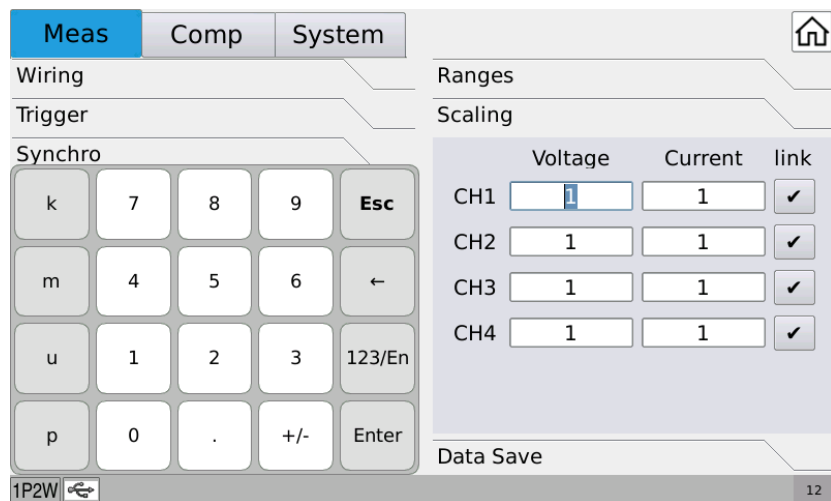 Meas Comp System
Wiring
Trigger
Synchro
k 7 8 9 Esc
m 4 5 6 ←
u 1 2 3 123/En
p 0 . +/- Enter
Ranges
Scaling
Voltage Current link
CH1 1 1 ✔
CH2 1 1 ✔
CH3 1 1 ✔
CH4 1 1 ✔
Data Save
1P2W 12